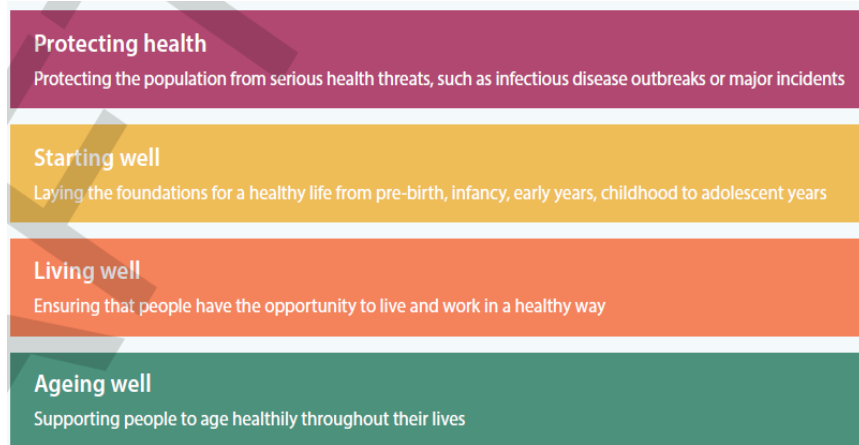 Protecting health
Protecting the population from serious health threats, such as infectious disease outbreaks or major incidents
Starting well
Laying the foundations for a healthy life from pre-birth, infancy, early years, childhood to adolescent years
Living well
Ensuring that people have the opportunity to live and work in a healthy way
Ageing well
Supporting people to age healthily throughout their lives